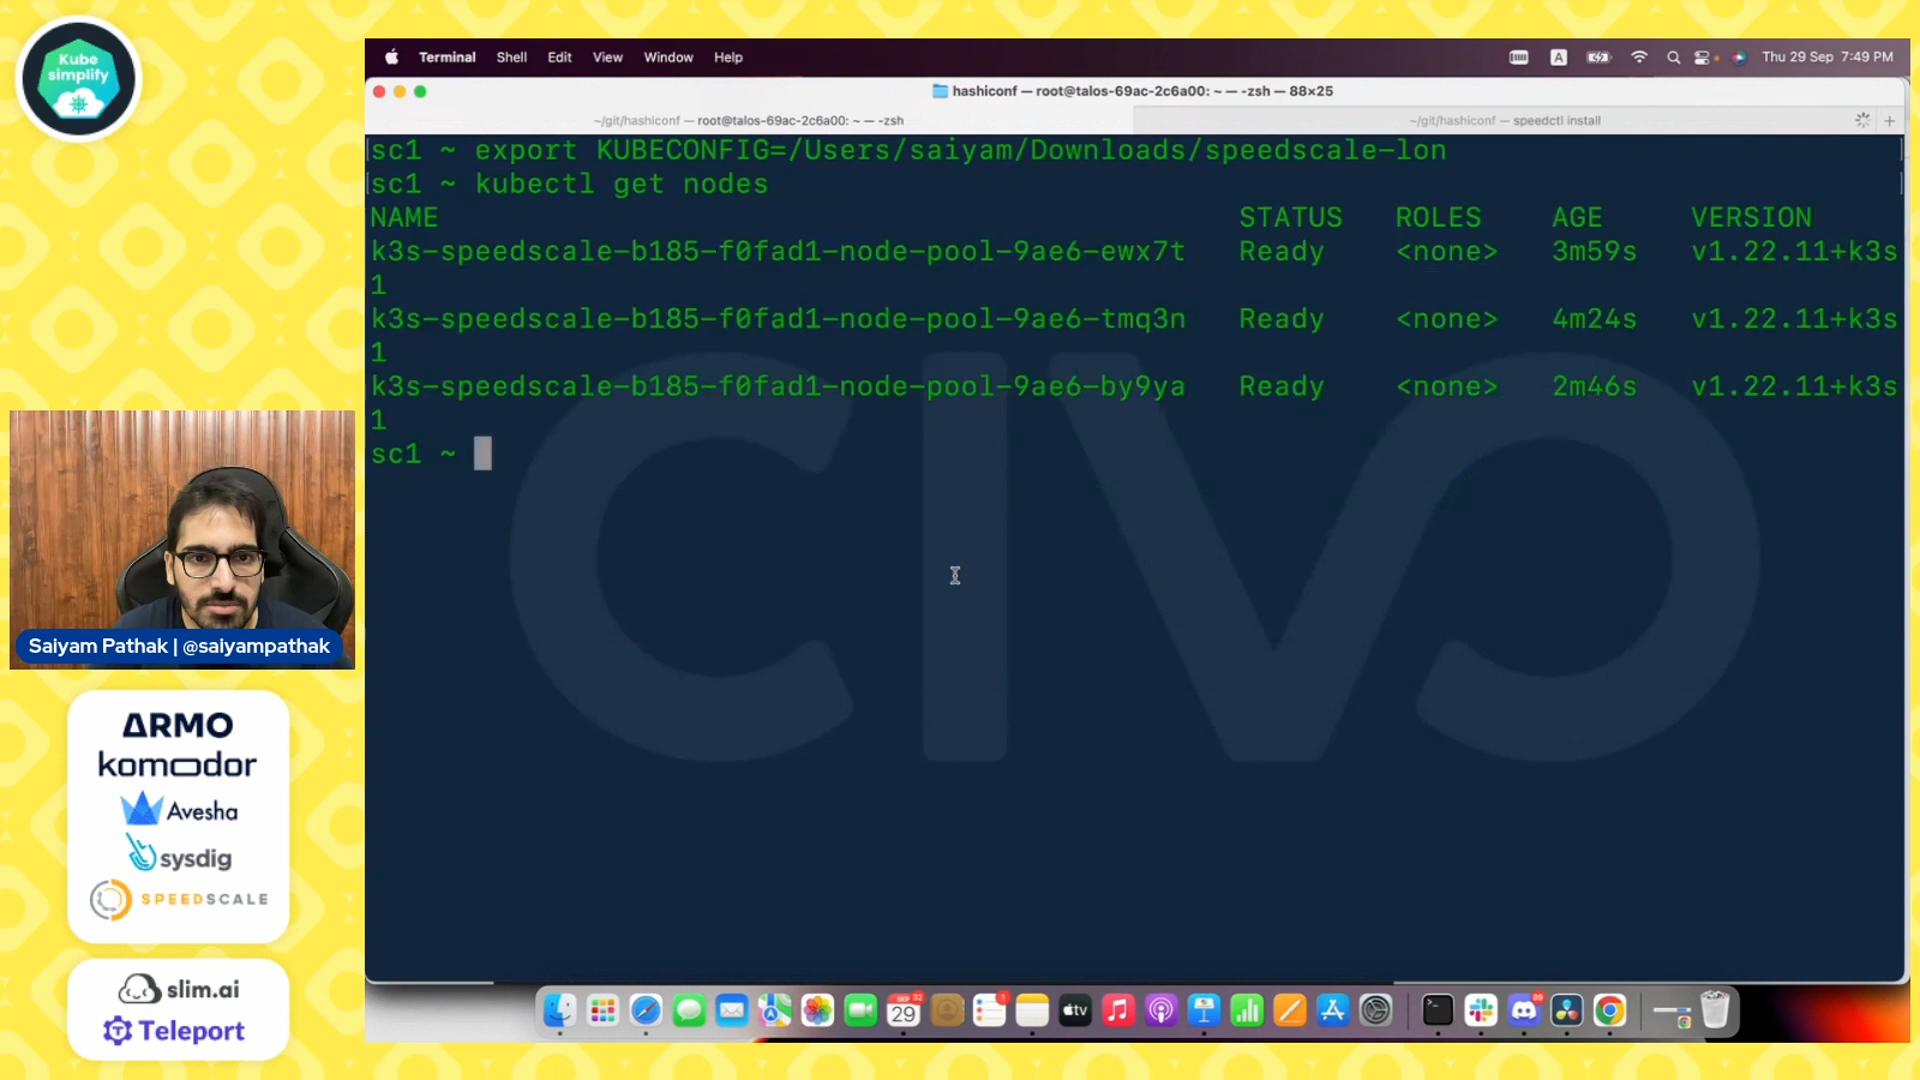 Kube
simplify
Terminal Shell Edit View Window Help
A
Thu 29 Sep 7:49 PM
hashiconf — root@talos-69ac-2c6a00: ~ — -zsh — 88×25
~/git/hashiconf — root@talos-69ac-2c6a00: ~ — -zsh
~/git/hashiconf — speedctl install
sc1 ~ export KUBECONFIG=/Users/saiyam/Downloads/speedscale-lon
sc1 ~ kubectl get nodes
NAME STATUS ROLES AGE VERSION
k3s-speedscale-b185-f0fad1-node-pool-9ae6-ewx7t Ready <none> 3m59s v1.22.11+k3s
1
k3s-speedscale-b185-f0fad1-node-pool-9ae6-tmq3n Ready <none> 4m24s v1.22.11+k3s
1
k3s-speedscale-b185-f0fad1-node-pool-9ae6-by9ya Ready <none> 2m46s v1.22.11+k3s
1
sc1 ~
CIVO
Saiyam Pathak | @saiyampathak
ARMO
komodor
Avesha
sysdig
SPEEDSCALE
slim.ai
Teleport
SEP 32
29
1
tv